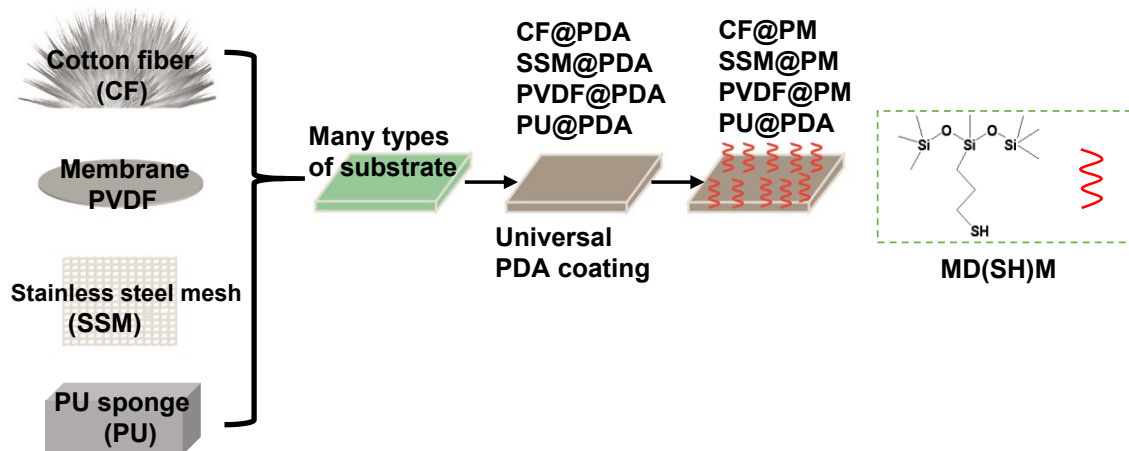 Cotton fiber
(CF)
Membrane
PVDF
Stainless steel mesh
(SSM)
PU sponge
(PU)
Many types
of substrate
CF@PDA
SSM@PDA
PVDF@PDA
PU@PDA
Universal
PDA coating
CF@PM
SSM@PM
PVDF@PM
PU@PDA
Si O Si O Si
SH
MD(SH)M